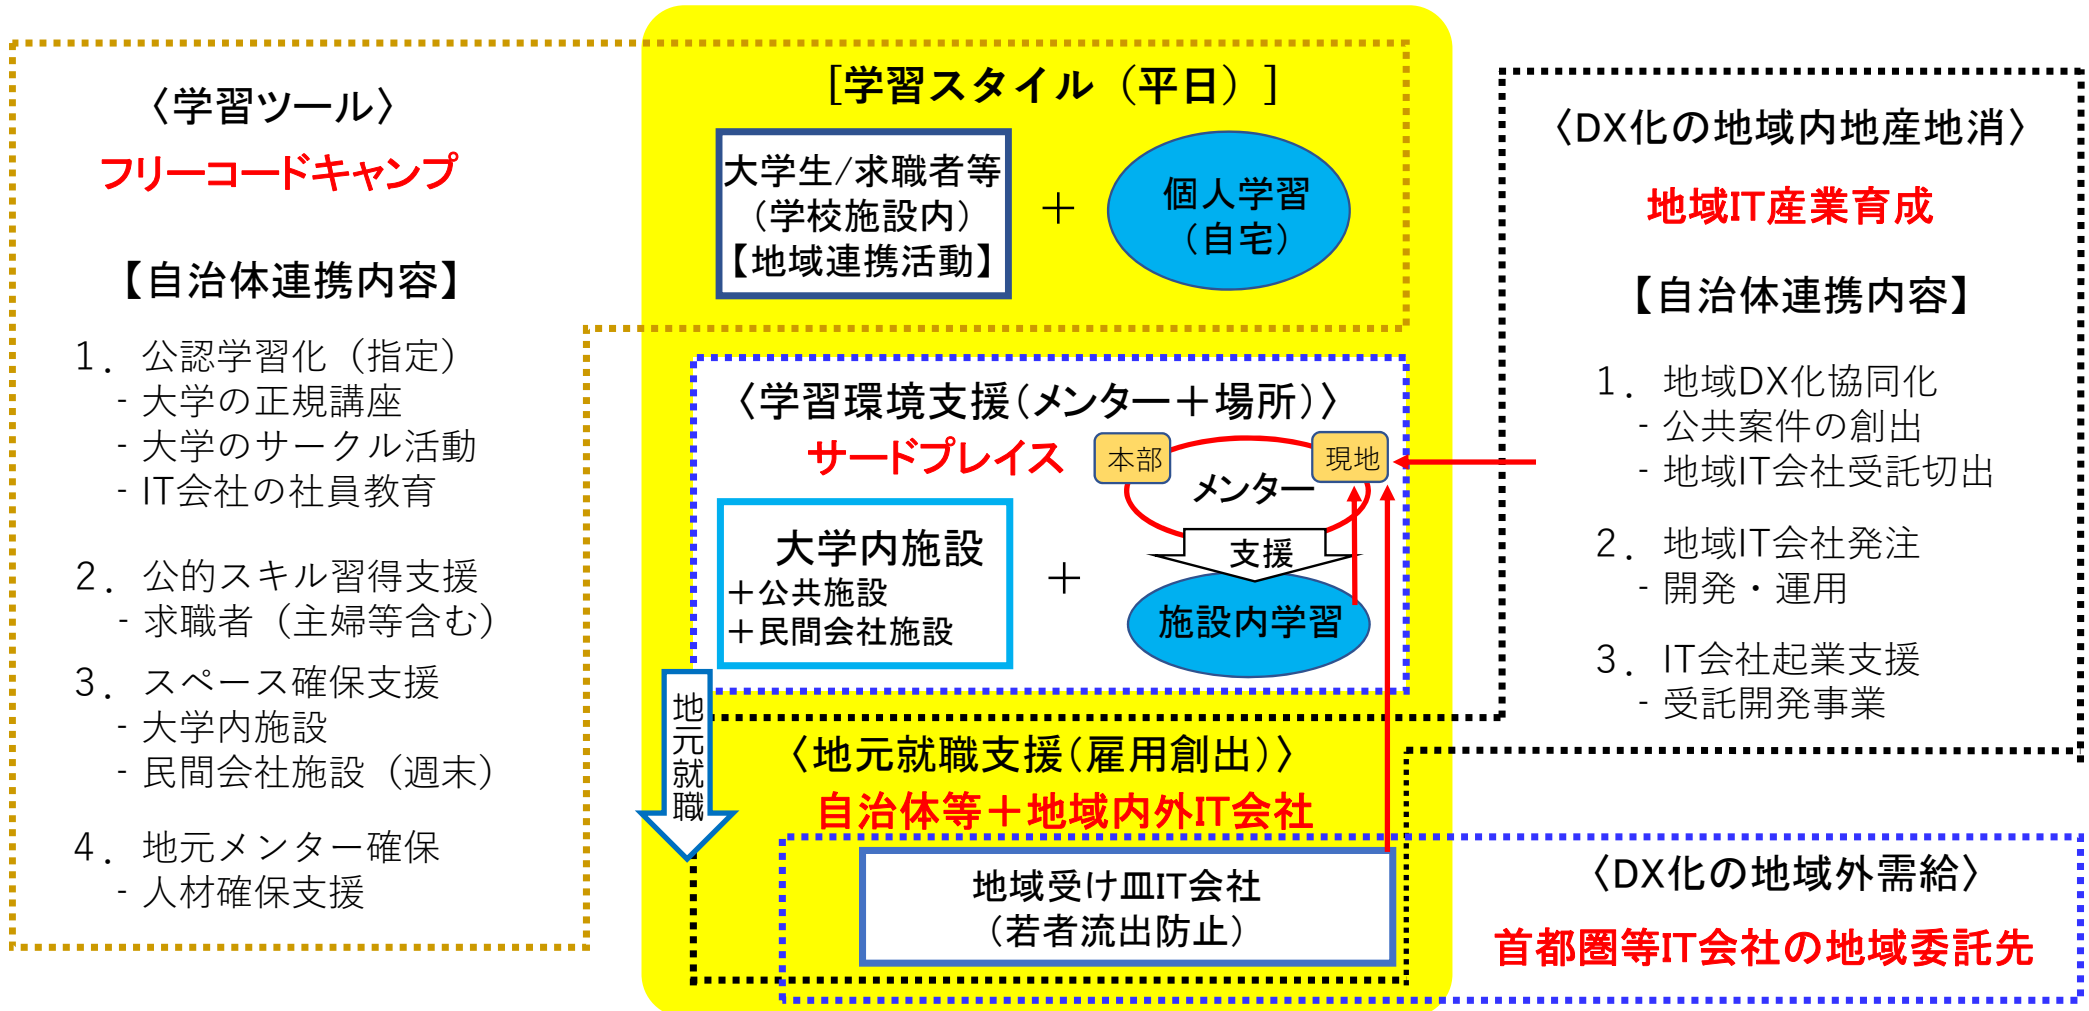 〈学習ツール〉
フリーコードキャンプ
【自治体連携内容】
1．公認学習化（指定）
- 大学の正規講座
- 大学のサークル活動
- IT会社の社員教育
2．公的スキル習得支援
- 求職者（主婦等含む）
3．スペース確保支援
- 大学内施設
- 民間会社施設（週末）
4．地元メンター確保
- 人材確保支援
[学習スタイル（平日）]
大学生/求職者等
（学校施設内）
【地域連携活動】
＋
個人学習
（自宅）
〈学習環境支援（メンター＋場所）〉
サードプレイス
本部
現地
メンター
支援
大学内施設
＋公共施設
＋民間会社施設
＋
施設内学習
地元就職
〈地元就職支援（雇用創出）〉
自治体等＋地域内外IT会社
地域受け皿IT会社
（若者流出防止）
〈DX化の地域内地産地消〉
地域IT産業育成
【自治体連携内容】
1．地域DX化協同化
- 公共案件の創出
- 地域IT会社受託切出
2．地域IT会社発注
- 開発・運用
3．IT会社起業支援
- 受託開発事業
〈DX化の地域外需給〉
首都圏等IT会社の地域委託先